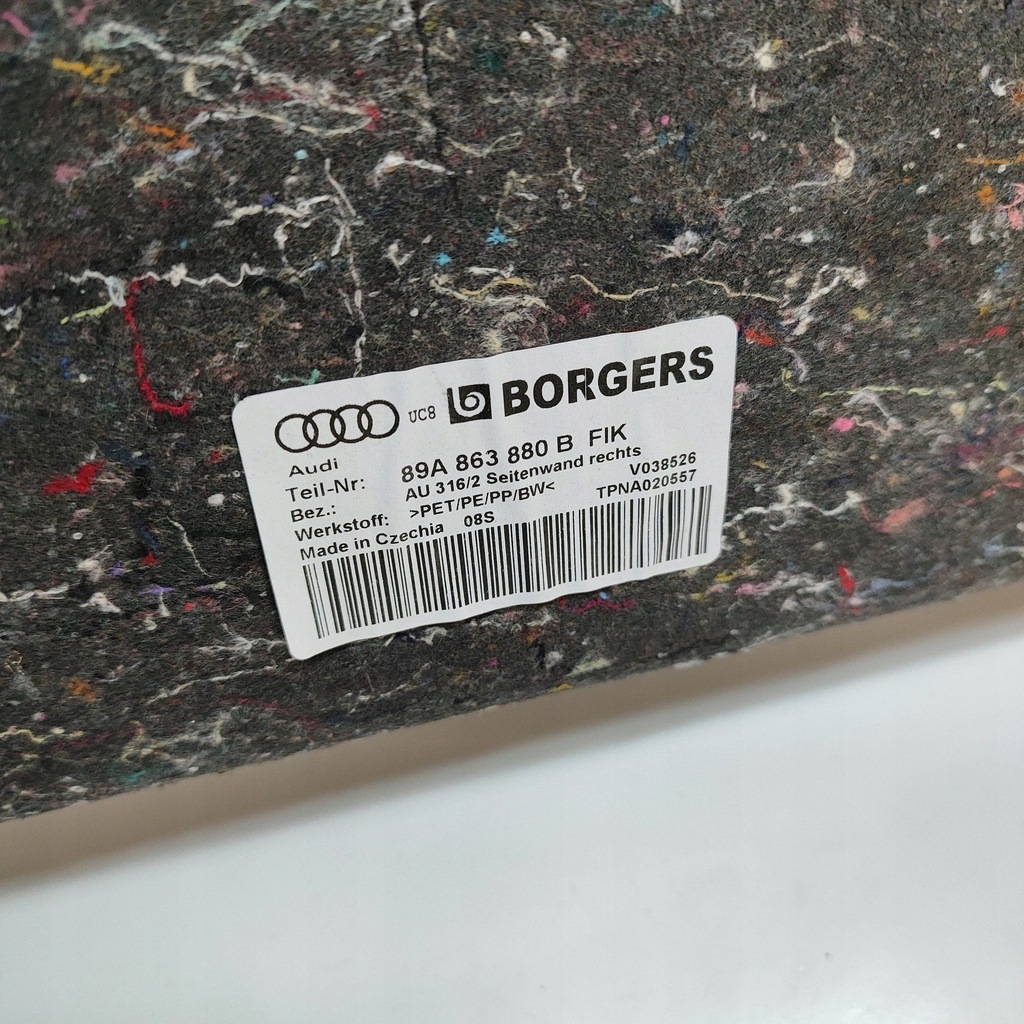 UC8 BORGERS
Audi
Teil-Nr: 89A 863 880 B FIK
Bez.: AU 316/2 Seitenwand rechts
Werkstoff: >PET/PE/PP/BW< V038526
Made in Czechia 08S TPNA020557